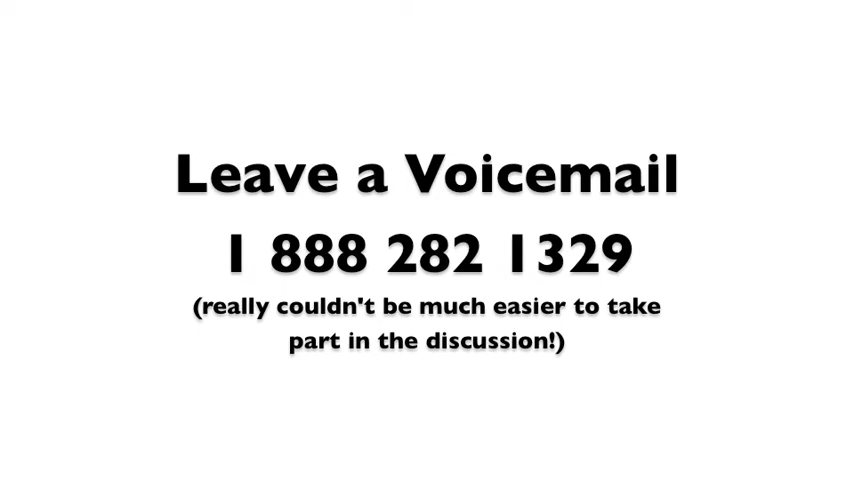 Leave a Voicemail
1 888 282 1329
(really couldn't be much easier to take
part in the discussion!)